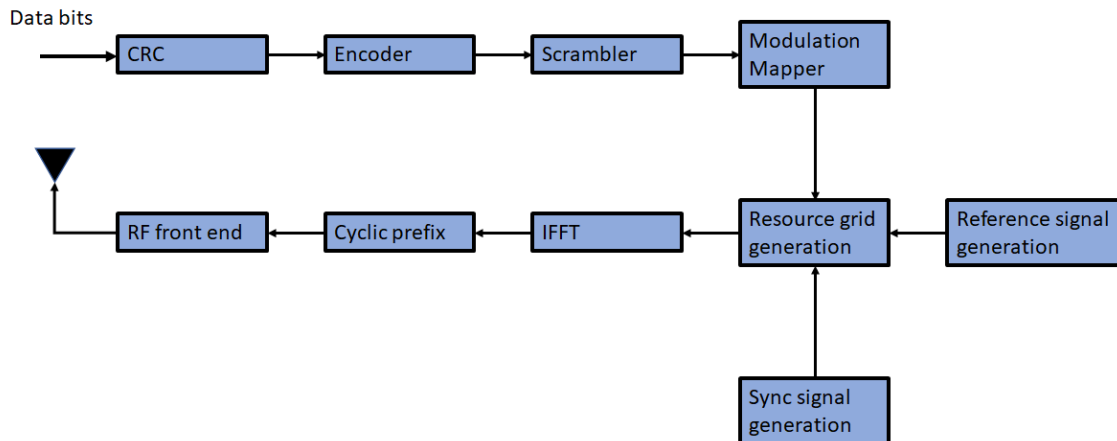 Data bits
CRC
Encoder
Scrambler
Modulation
Mapper
RF front end
Cyclic prefix
IFFT
Resource grid
generation
Reference signal
generation
Sync signal
generation